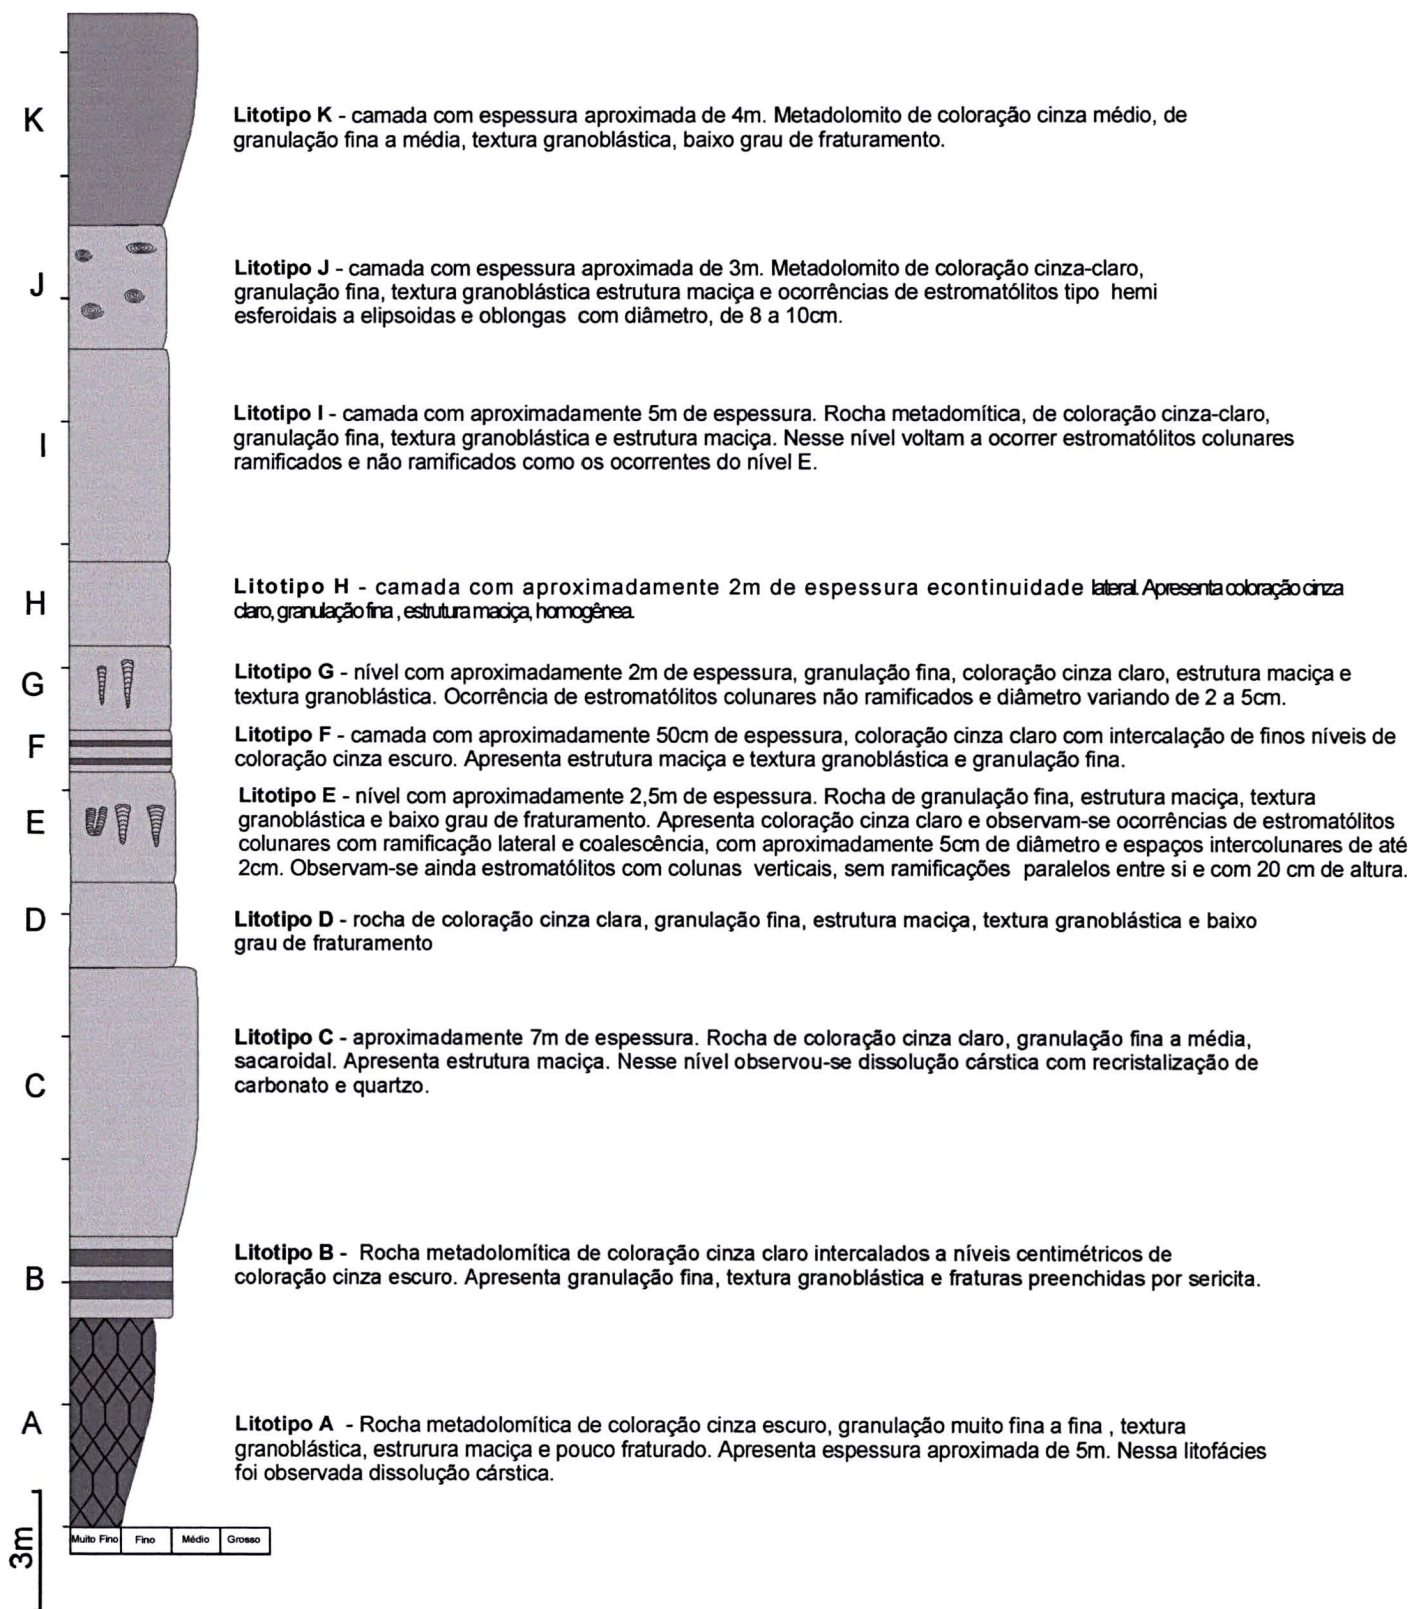 K
Litotipo K - camada com espessura aproximada de 4m. Metadolomito de coloração cinza médio, de
granulação fina a média, textura granoblástica, baixo grau de fraturamento.
J
Litotipo J - camada com espessura aproximada de 3m. Metadolomito de coloração cinza-claro,
granulação fina, textura granoblástica estrutura maciça e ocorrências de estromatólitos tipo hemi
esferoidais a elipsoidas e oblongas com diâmetro, de 8 a 10cm.
I
Litotipo I - camada com aproximadamente 5m de espessura. Rocha metadomítica, de coloração cinza-claro,
granulação fina, textura granoblástica e estrutura maciça. Nesse nível voltam a ocorrer estromatólitos colunares
ramificados e não ramificados como os ocorrentes do nível E.
H
Litotipo H - camada com aproximadamente 2m de espessura econtinuidade lateral. Apresenta coloração cinza
claro, granulação fina , estrutura maciça, homogênea.
G
Litotipo G - nível com aproximadamente 2m de espessura, granulação fina, coloração cinza claro, estrutura maciça e
textura granoblástica. Ocorrência de estromatólitos colunares não ramificados e diâmetro variando de 2 a 5cm.
F
Litotipo F - camada com aproximadamente 50cm de espessura, coloração cinza claro com intercalação de finos níveis de
coloração cinza escuro. Apresenta estrutura maciça e textura granoblástica e granulação fina.
E
Litotipo E - nível com aproximadamente 2,5m de espessura. Rocha de granulação fina, estrutura maciça, textura
granoblástica e baixo grau de fraturamento. Apresenta coloração cinza claro e observam-se ocorrências de estromatólitos
colunares com ramificação lateral e coalescência, com aproximadamente 5cm de diâmetro e espaços intercolunares de até
2cm. Observam-se ainda estromatólitos com colunas verticais, sem ramificações paralelos entre si e com 20 cm de altura.
D
Litotipo D - rocha de coloração cinza clara, granulação fina, estrutura maciça, textura granoblástica e baixo
grau de fraturamento
C
Litotipo C - aproximadamente 7m de espessura. Rocha de coloração cinza claro, granulação fina a média,
sacaroidal. Apresenta estrutura maciça. Nesse nível observou-se dissolução cárstica com recristalização de
carbonato e quartzo.
B
Litotipo B - Rocha metadolomítica de coloração cinza claro intercalados a níveis centimétricos de
coloração cinza escuro. Apresenta granulação fina, textura granoblástica e fraturas preenchidas por sericita.
A
Litotipo A - Rocha metadolomítica de coloração cinza escuro, granulação muito fina a fina , textura
granoblástica, estrurura maciça e pouco fraturado. Apresenta espessura aproximada de 5m. Nessa litofácies
foi observada dissolução cárstica.
3m
Muito Fino Fino Médio Grosso